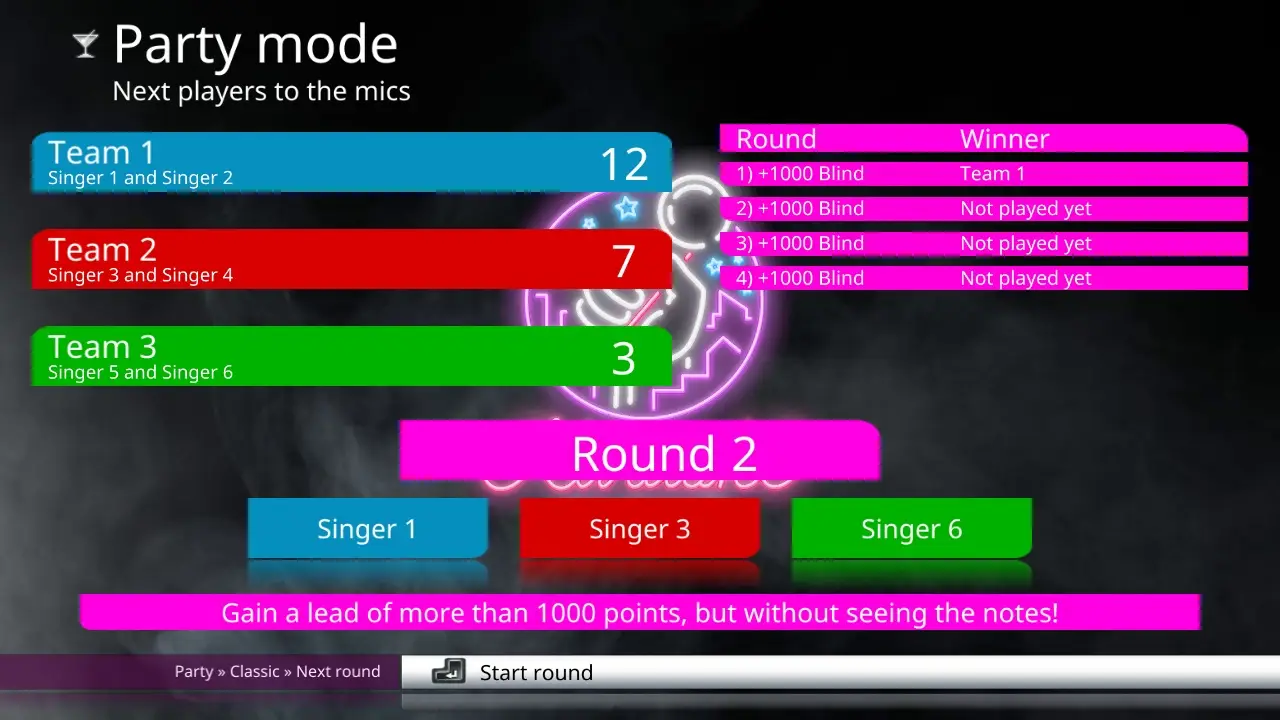 Party mode
Next players to the mics
Team 1
Singer 1 and Singer 2
12
Team 2
Singer 3 and Singer 4
7
Team 3
Singer 5 and Singer 6
3
Round Winner
1) +1000 Blind Team 1
2) +1000 Blind Not played yet
3) +1000 Blind Not played yet
4) +1000 Blind Not played yet
Round 2
Singer 1 Singer 3 Singer 6
Gain a lead of more than 1000 points, but without seeing the notes!
Party » Classic » Next round
Start round